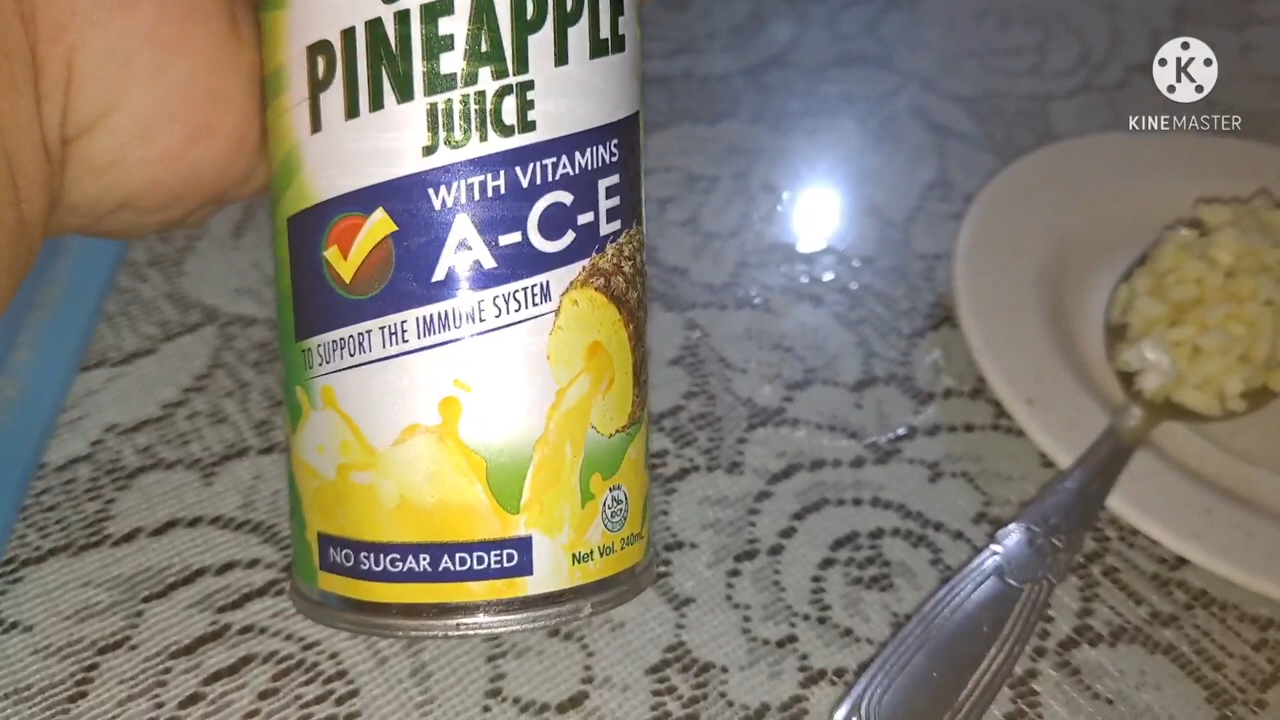 PINEAPPLE
JUICE
WITH VITAMINS
A-C-E
TO SUPPORT THE IMMUNE SYSTEM
NO SUGAR ADDED
Net Vol. 240mL
K
KINEMASTER